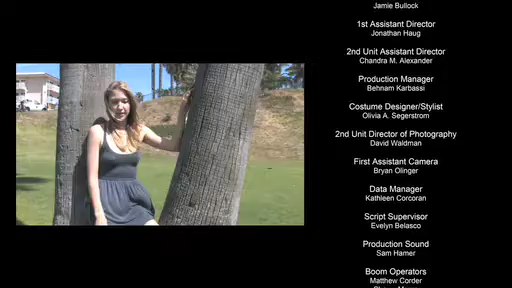 Jamie Bullock
1st Assistant Director
Jonathan Haug
2nd Unit Assistant Director
Chandra M. Alexander
Production Manager
Behnam Karbassi
Costume Designer/Stylist
Olivia A. Segerstrom
2nd Unit Director of Photography
David Waldman
First Assistant Camera
Bryan Olinger
Data Manager
Kathleen Corcoran
Script Supervisor
Evelyn Belasco
Production Sound
Sam Hamer
Boom Operators
Matthew Corder